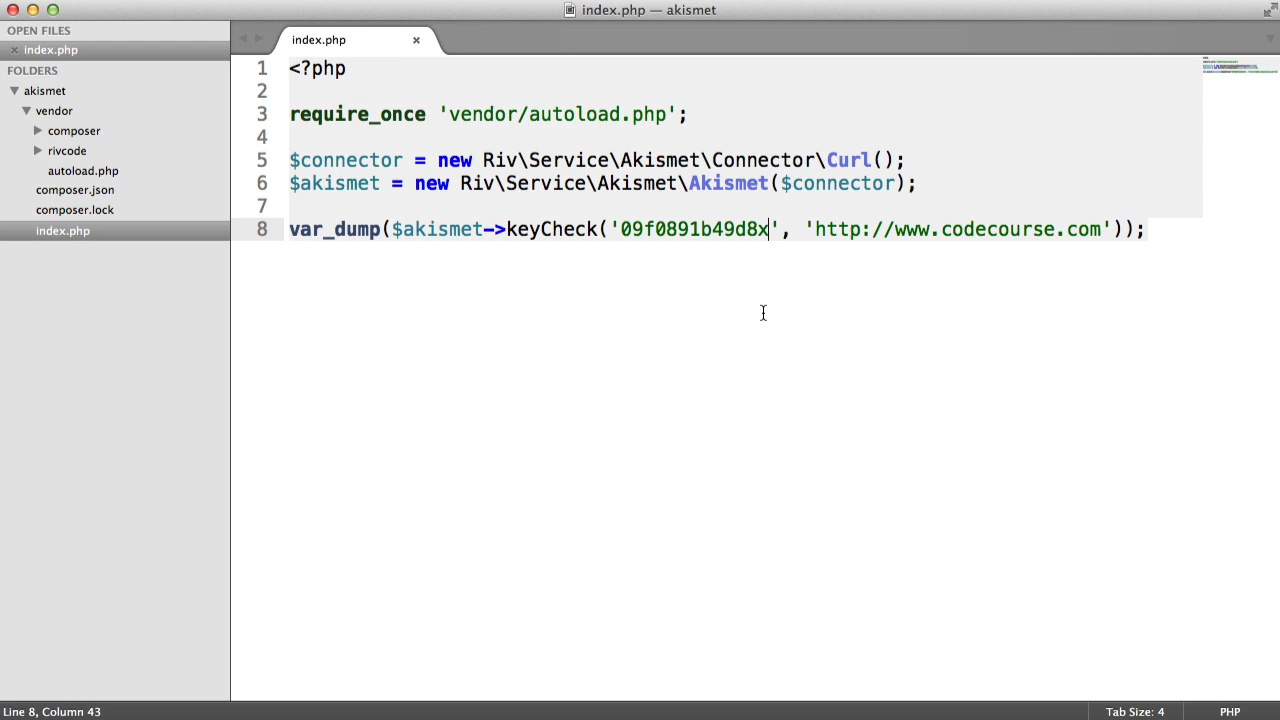 index.php — akismet
OPEN FILES
index.php
FOLDERS
akismet
vendor
composer
rivcode
autoload.php
composer.json
composer.lock
index.php
index.php
1 <?php
2
3 require_once 'vendor/autoload.php';
4
5 $connector = new Riv\Service\Akismet\Connector\Curl();
6 $akismet = new Riv\Service\Akismet\Akismet($connector);
7
8 var_dump($akismet->keyCheck('09f0891b49d8x', 'http://www.codecourse.com'));
Line 8, Column 43
Tab Size: 4
PHP